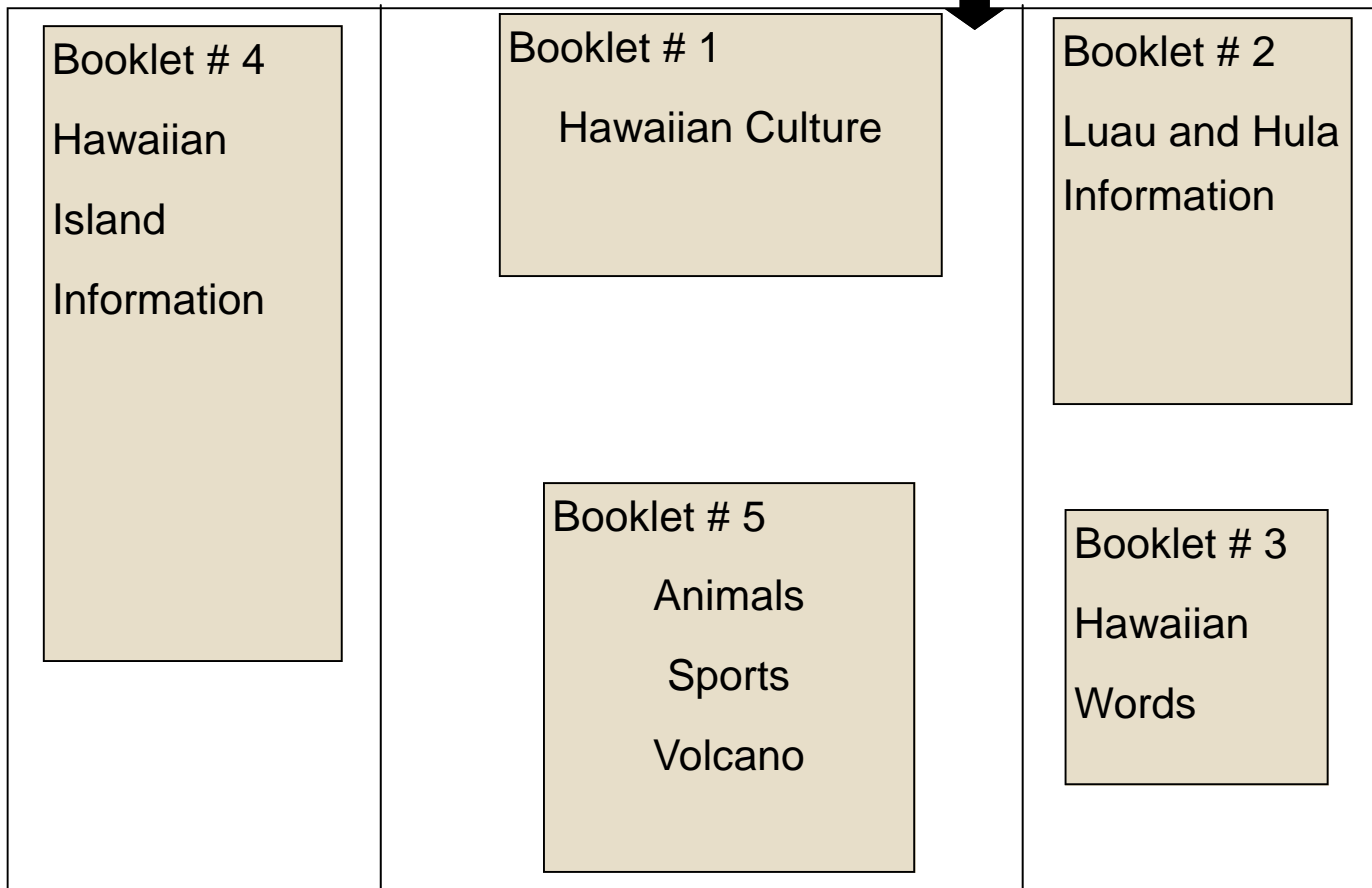 Booklet # 4
Hawaiian
Island
Information
Booklet # 1
Hawaiian Culture
Booklet # 2
Luau and Hula
Information
Booklet # 5
Animals
Sports
Volcano
Booklet # 3
Hawaiian
Words